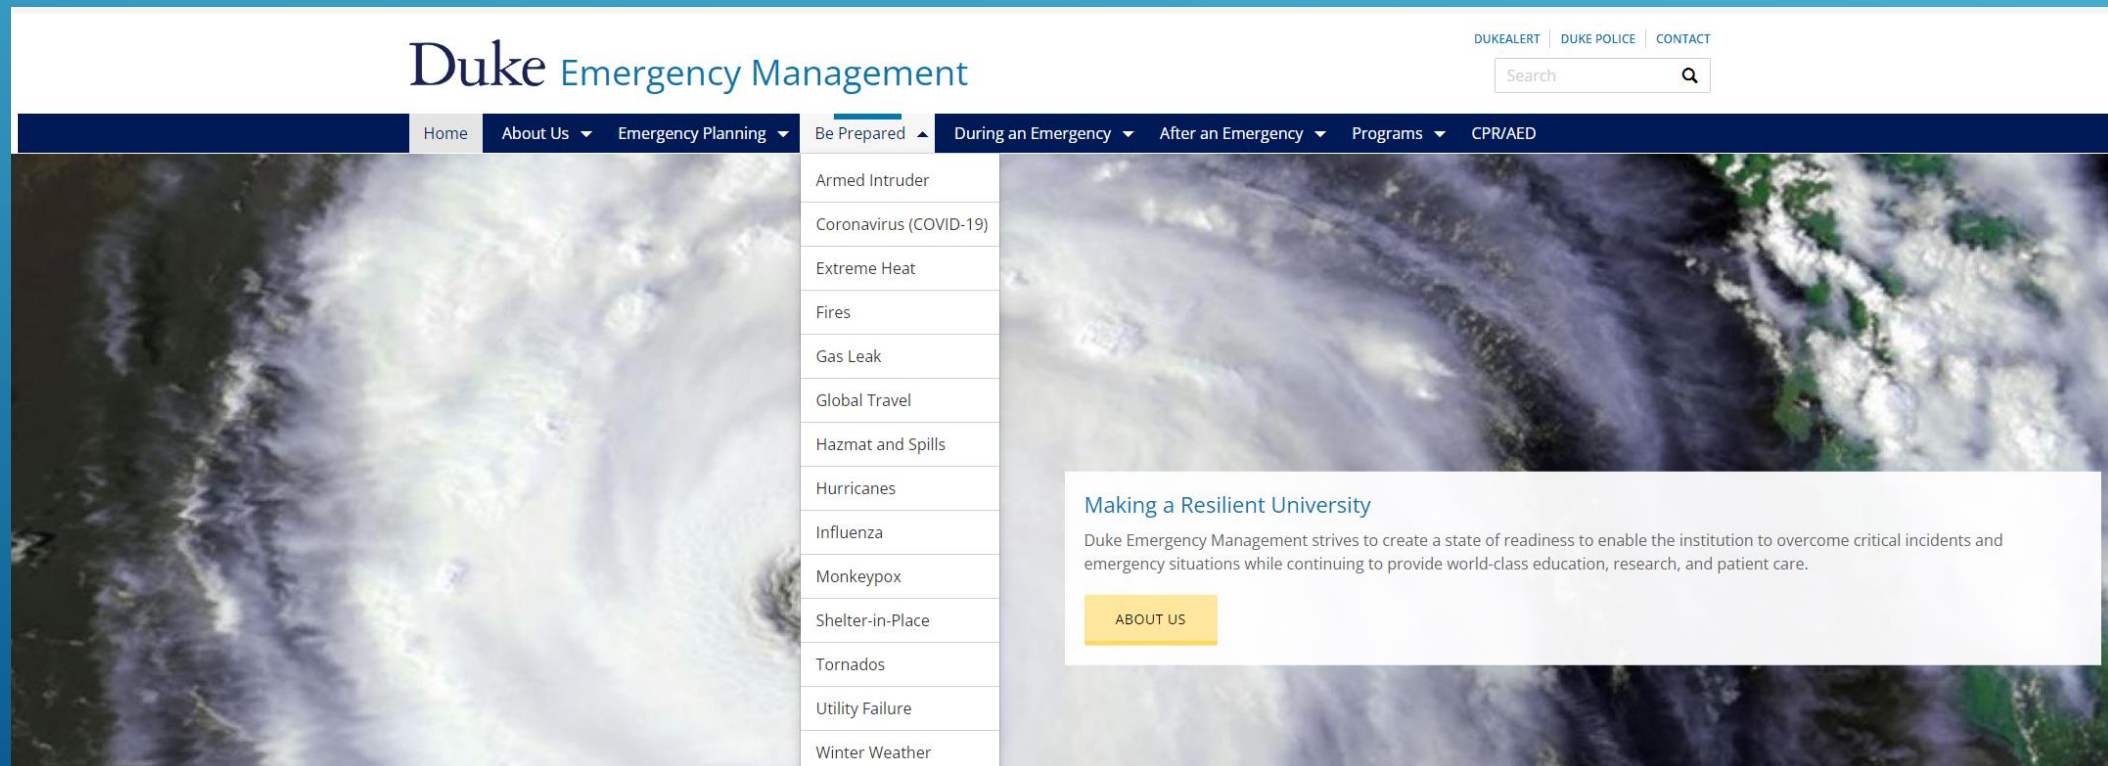 Duke Emergency Management
DUKEALERT DUKE POLICE CONTACT
Search
Home About Us Emergency Planning Be Prepared During an Emergency After an Emergency Programs CPR/AED
Armed Intruder
Coronavirus (COVID-19)
Extreme Heat
Fires
Gas Leak
Global Travel
Hazmat and Spills
Hurricanes
Influenza
Monkeypox
Shelter-in-Place
Tornados
Utility Failure
Winter Weather
Making a Resilient University
Duke Emergency Management strives to create a state of readiness to enable the institution to overcome critical incidents and
emergency situations while continuing to provide world-class education, research, and patient care.
ABOUT US